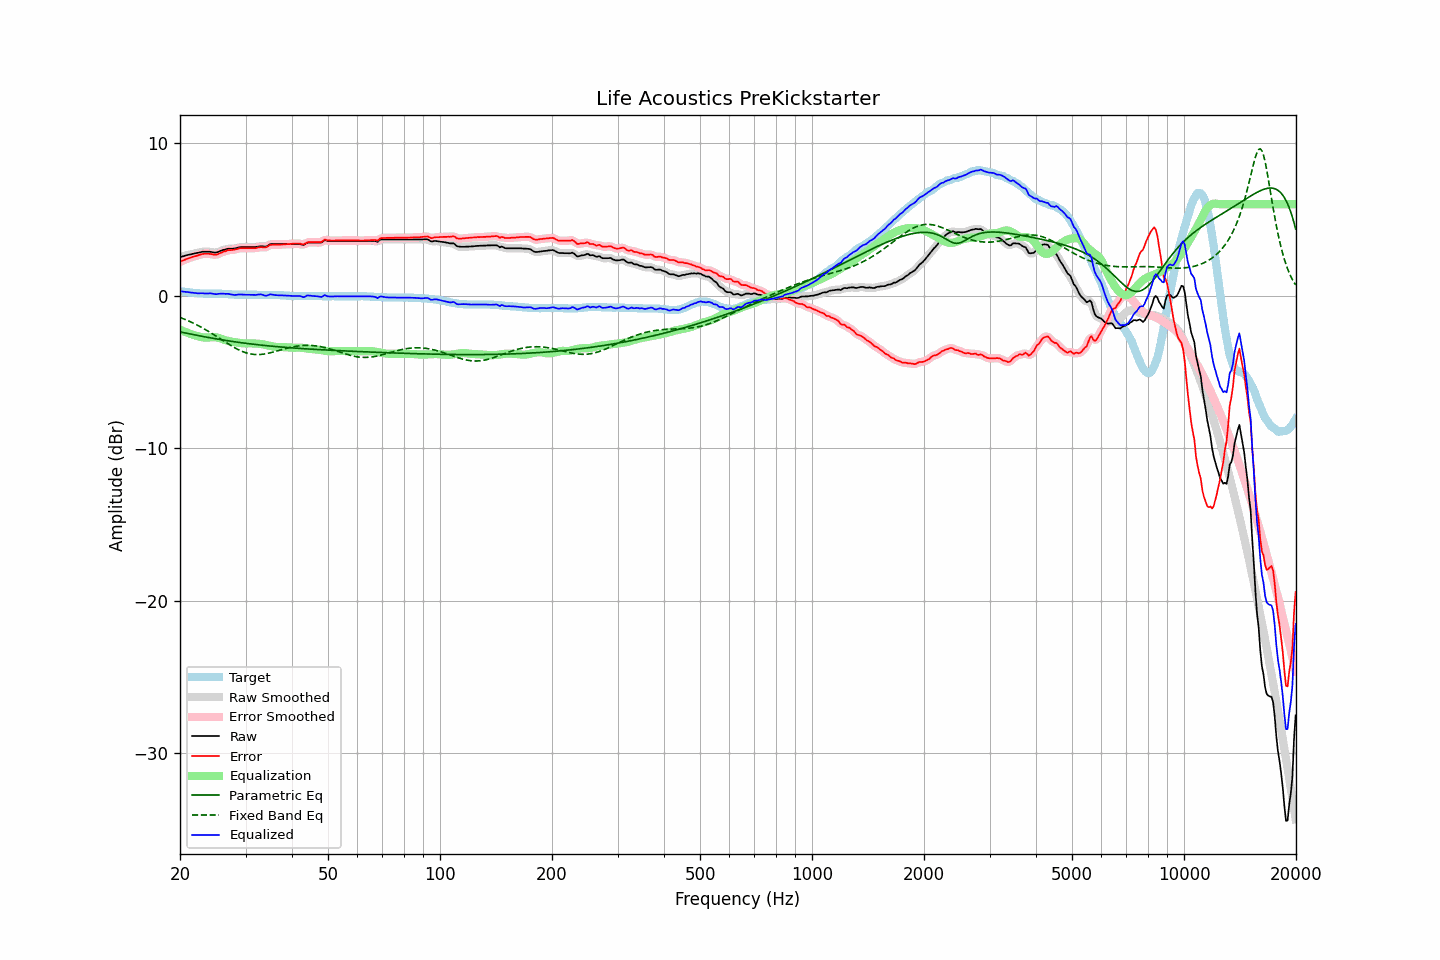 Life Acoustics PreKickstarter
10
0
−10
−20
−30
Amplitude (dBr)
Target
Raw Smoothed
Error Smoothed
Raw
Error
Equalization
Parametric Eq
Fixed Band Eq
Equalized
20 50 100 200 500 1000 2000 5000 10000 20000
Frequency (Hz)